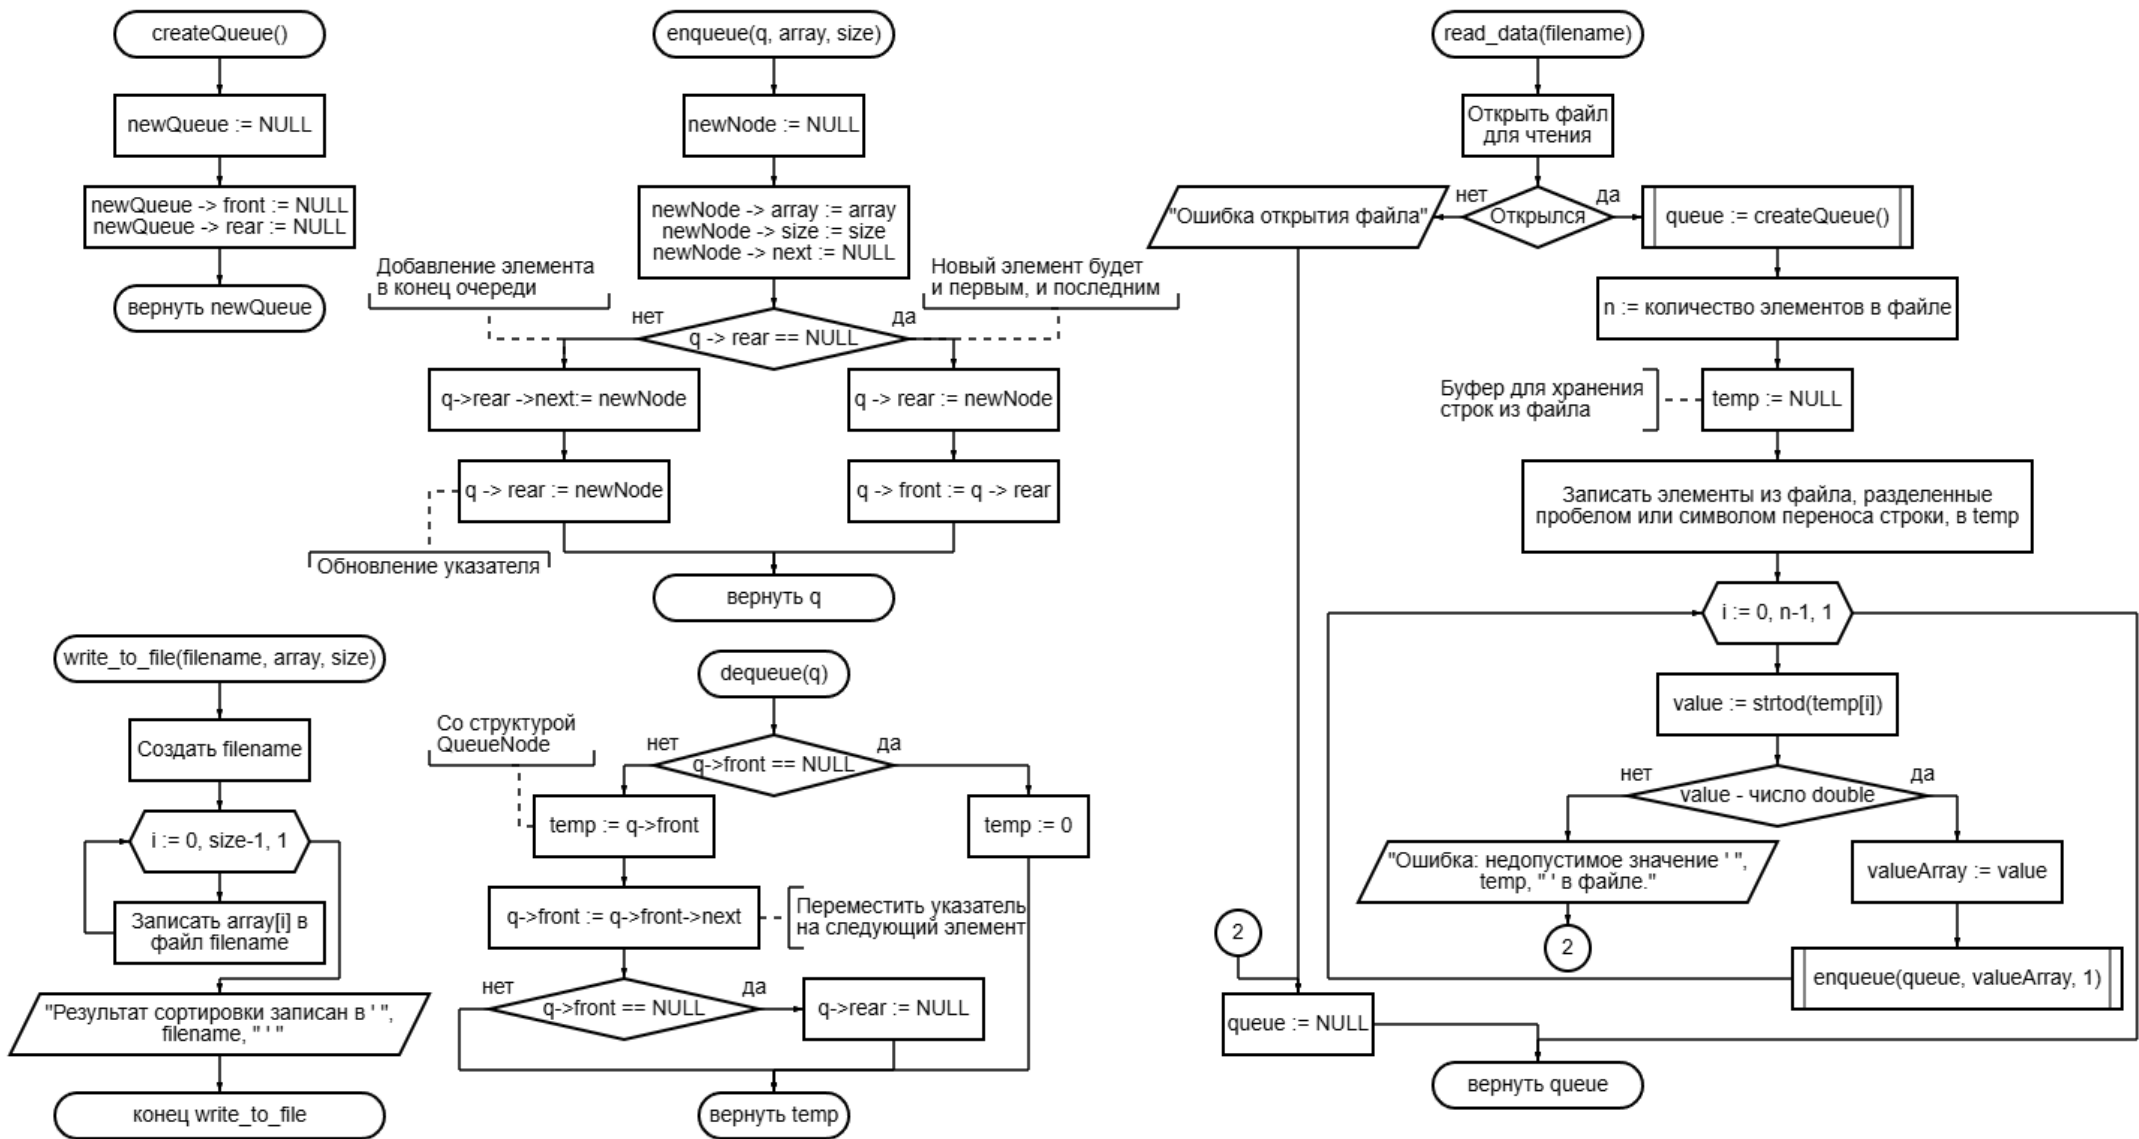 createQueue()
newQueue := NULL
newQueue -> front := NULL
newQueue -> rear := NULL
вернуть newQueue
enqueue(q, array, size)
newNode := NULL
newNode -> array := array
newNode -> size := size
newNode -> next := NULL
Добавление элемента
в конец очереди
Новый элемент будет
и первым, и последним
нет
q -> rear == NULL
да
q->rear ->next:= newNode
q -> rear := newNode
q -> rear := newNode
q -> front := q -> rear
Обновление указателя
вернуть q
write_to_file(filename, array, size)
Создать filename
i := 0, size-1, 1
Записать array[i] в
файл filename
"Результат сортировки записан в ' ",
filename, " ' "
конец write_to_file
dequeue(q)
Со структурой
QueueNode
нет
q->front == NULL
да
temp := q->front
temp := 0
q->front := q->front->next
Переместить указатель
на следующий элемент
нет
q->front == NULL
да
q->rear := NULL
вернуть temp
read_data(filename)
Открыть файл
для чтения
"Ошибка открытия файла"
нет
Открылся
да
queue := createQueue()
n := количество элементов в файле
Буфер для хранения
строк из файла
temp := NULL
Записать элементы из файла, разделенные
пробелом или символом переноса строки, в temp
i := 0, n-1, 1
value := strtod(temp[i])
нет
value - число double
да
"Ошибка: недопустимое значение ' ",
temp, " ' в файле."
valueArray := value
2
2
enqueue(queue, valueArray, 1)
queue := NULL
вернуть queue